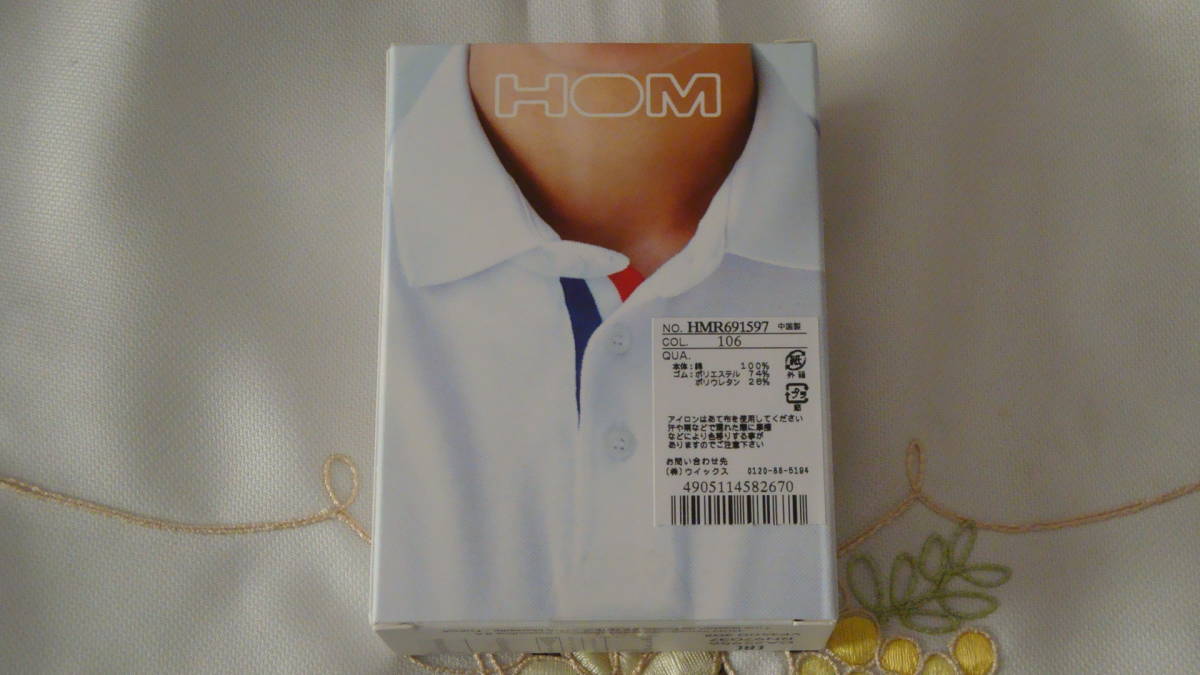 HOM
NO. HMR691597 中国製
COL. 106
QUA.
本体：綿 100%
ゴム：ポリエステル 74%
ポリウレタン 26%
紙
外箱
プラ
アイロンはあて布を使用してください
汗や雨などで濡れた際に摩擦
などにより色移りする事が
ありますのでご注意下さい
お問い合わせ先
(株)ウイックス 0120-88-5194
4905114582670